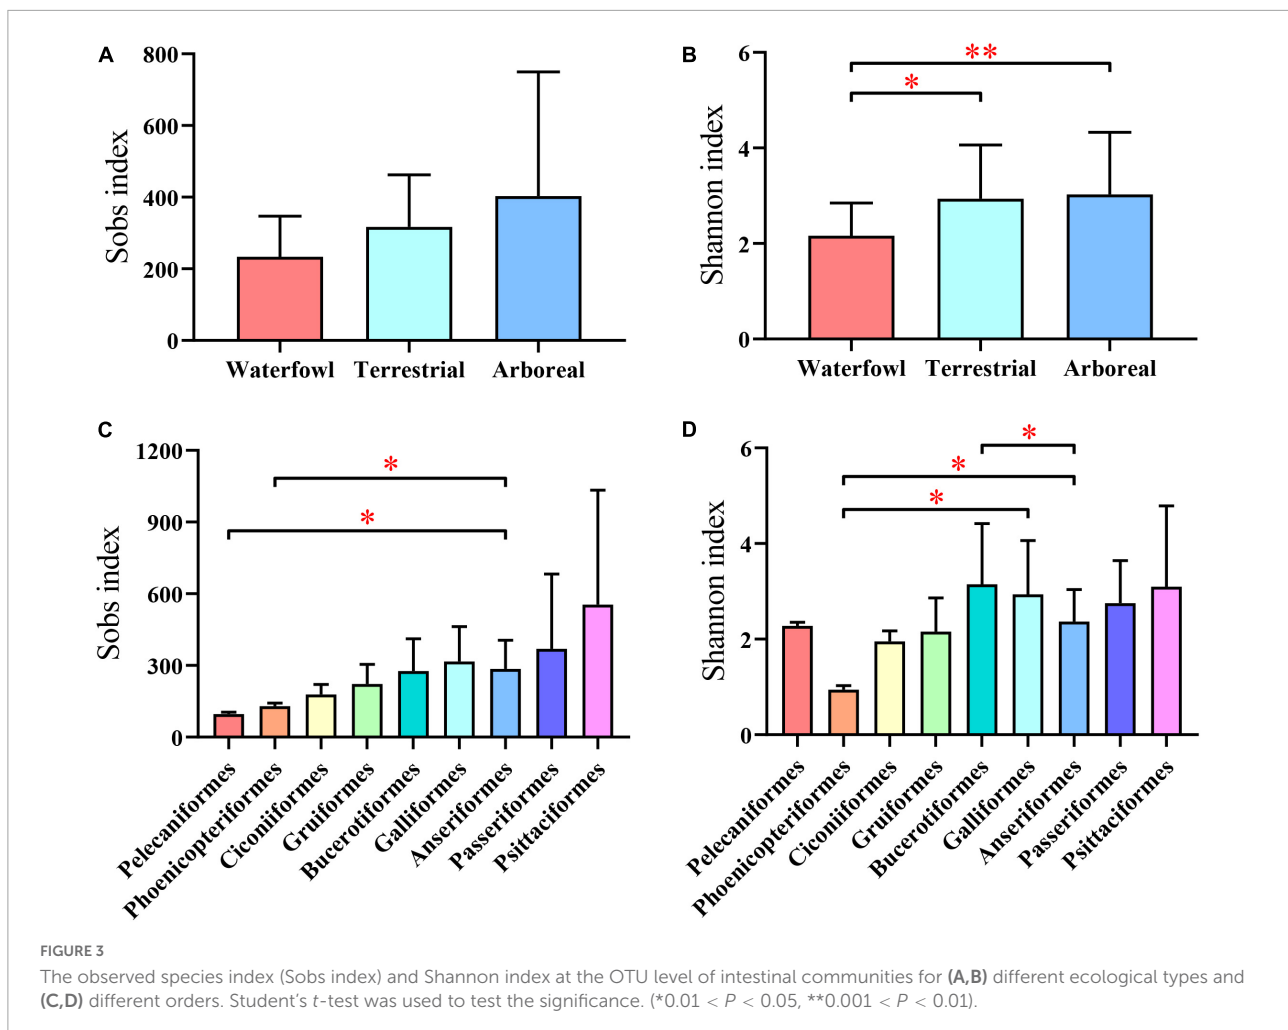 A
Sobs index
800
600
400
200
0
Waterfowl Terrestrial Arboreal
B
Shannon index
6
4
2
0
**
*
Waterfowl Terrestrial Arboreal
C
Sobs index
1200
900
600
300
0
*
*
Pelecaniformes
Phoenicopteriformes
Ciconiiformes
Gruiformes
Bucerotiformes
Galliformes
Anseriformes
Passeriformes
Psittaciformes
D
Shannon index
6
4
2
0
*
*
*
Pelecaniformes
Phoenicopteriformes
Ciconiiformes
Gruiformes
Bucerotiformes
Galliformes
Anseriformes
Passeriformes
Psittaciformes
FIGURE 3
The observed species index (Sobs index) and Shannon index at the OTU level of intestinal communities for (A,B) different ecological types and
(C,D) different orders. Student's t-test was used to test the significance. (*0.01 < P < 0.05, **0.001 < P < 0.01).